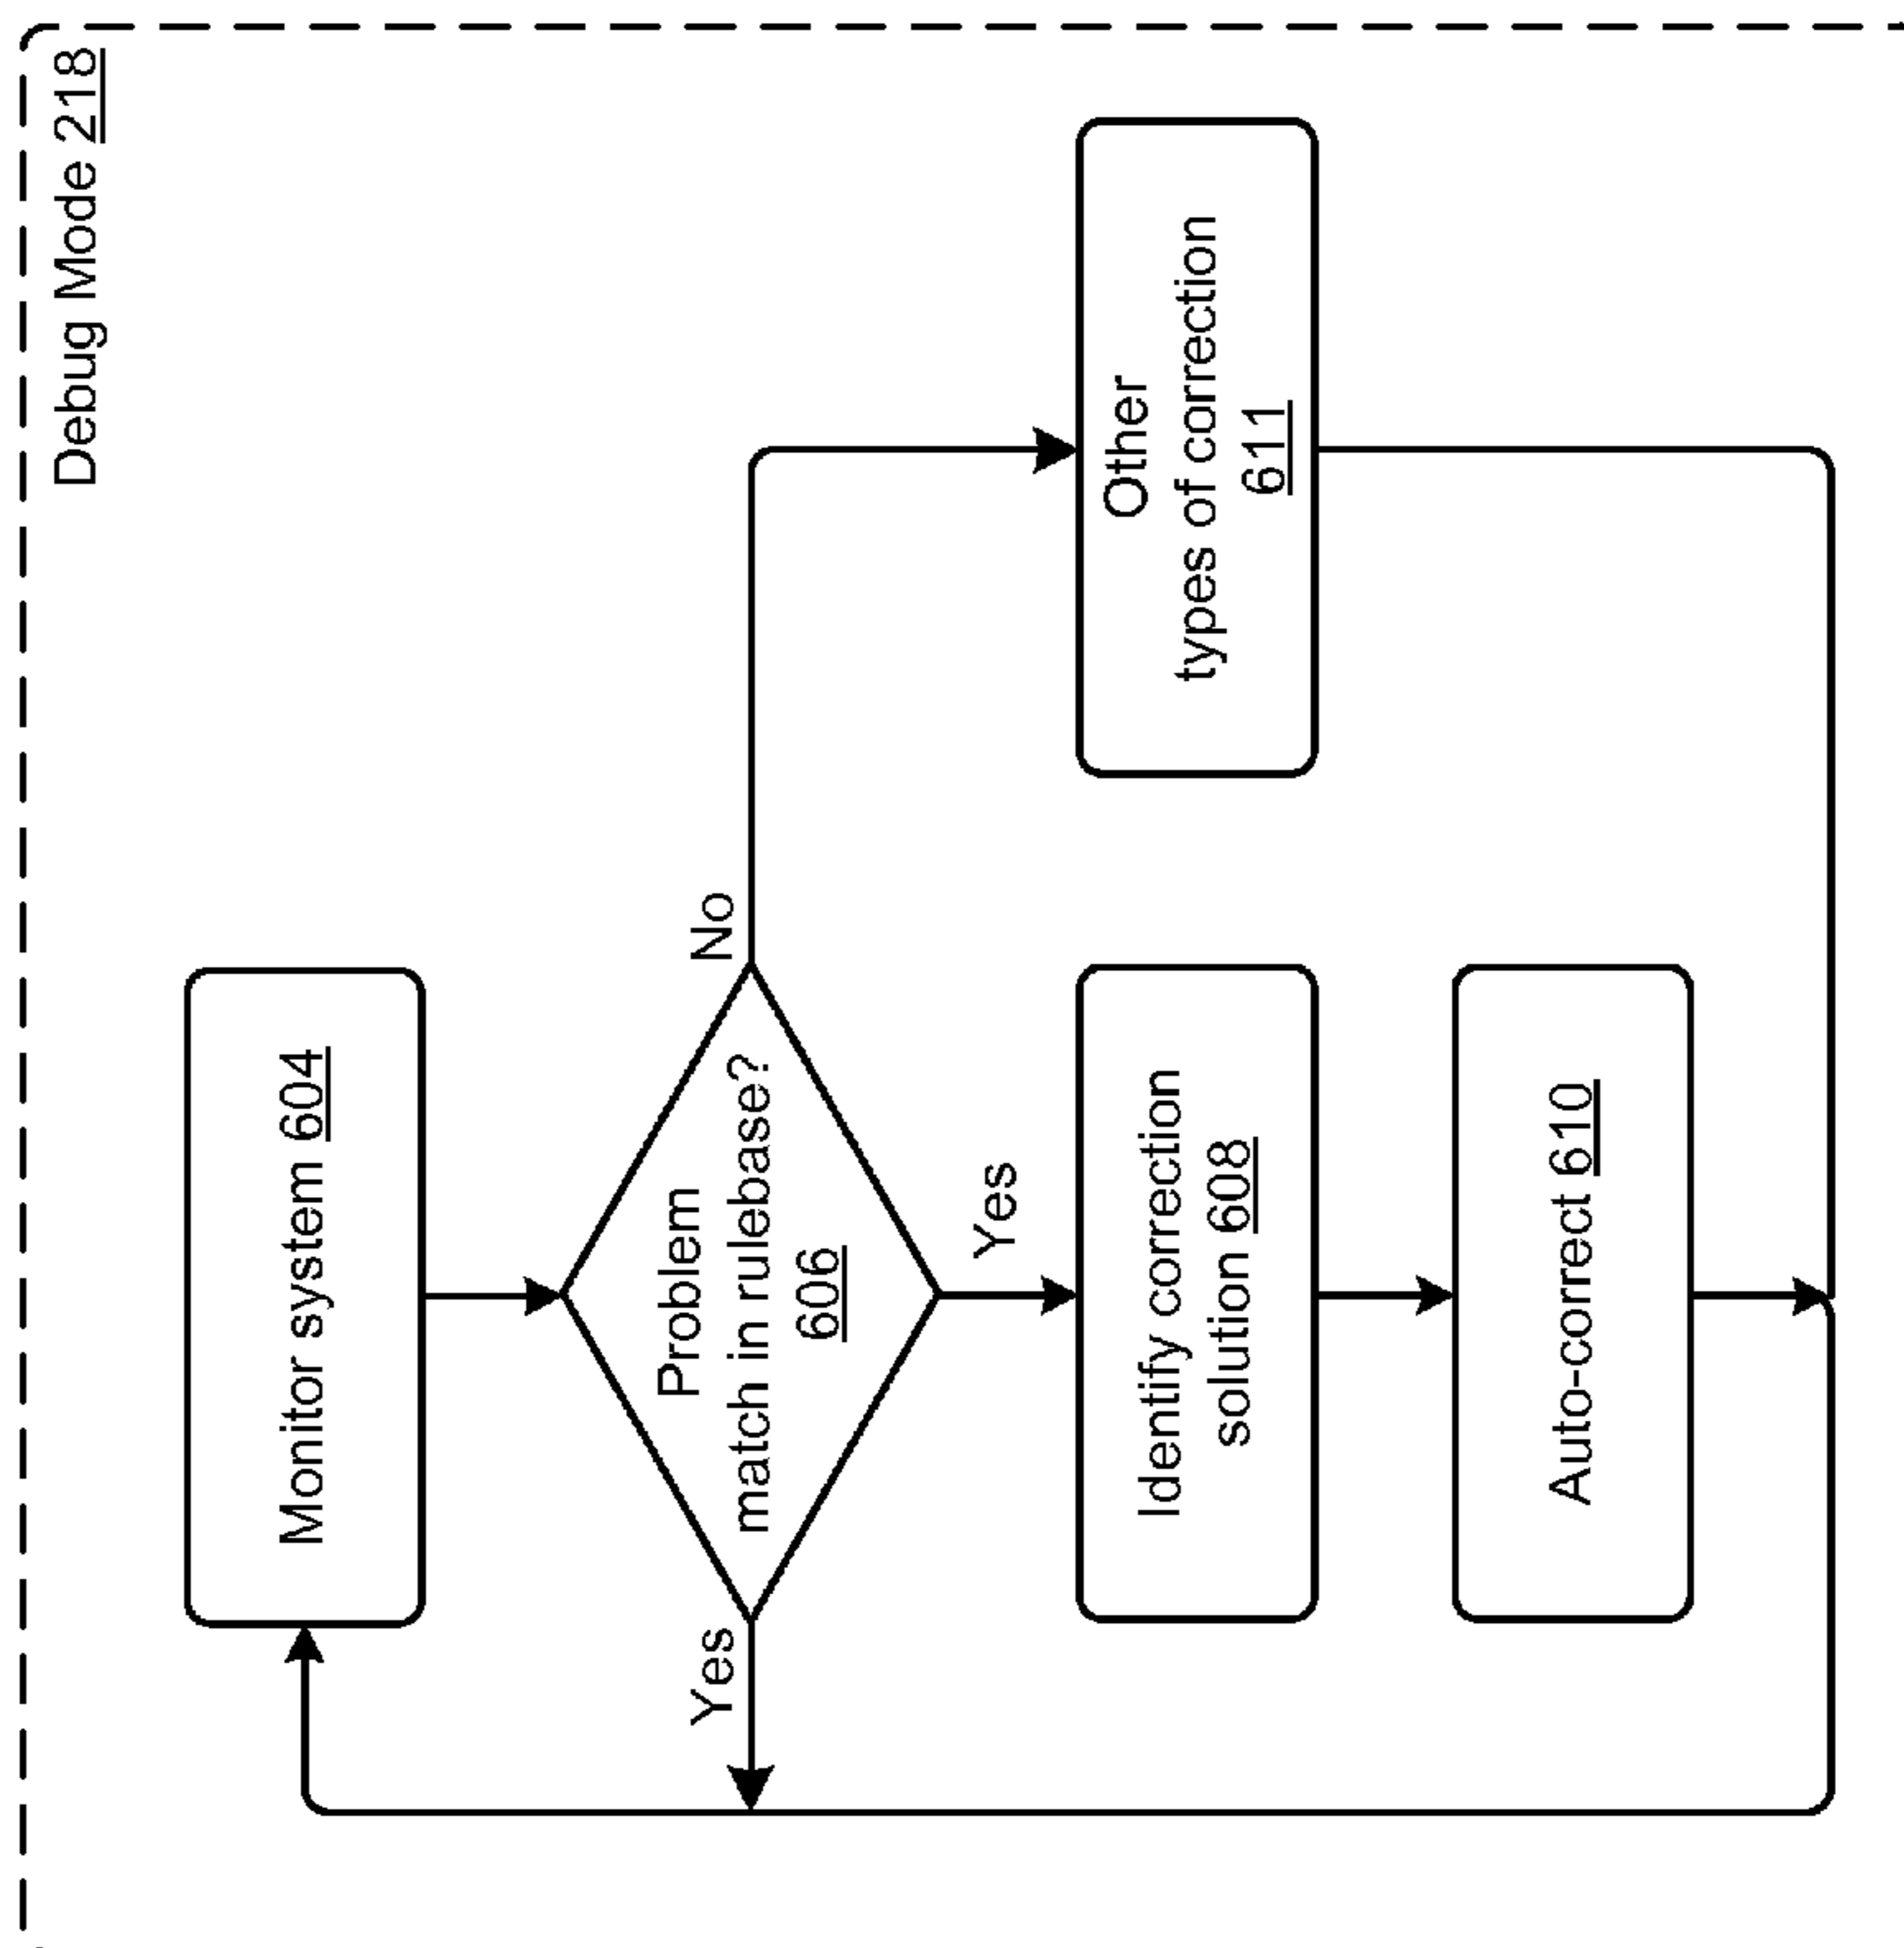 Debug Mode 218
Monitor system 604
Problem
match in rulebase?
606
Yes
No
Yes
Identify correction
solution 608
Other
types of correction
611
Auto-correct 610